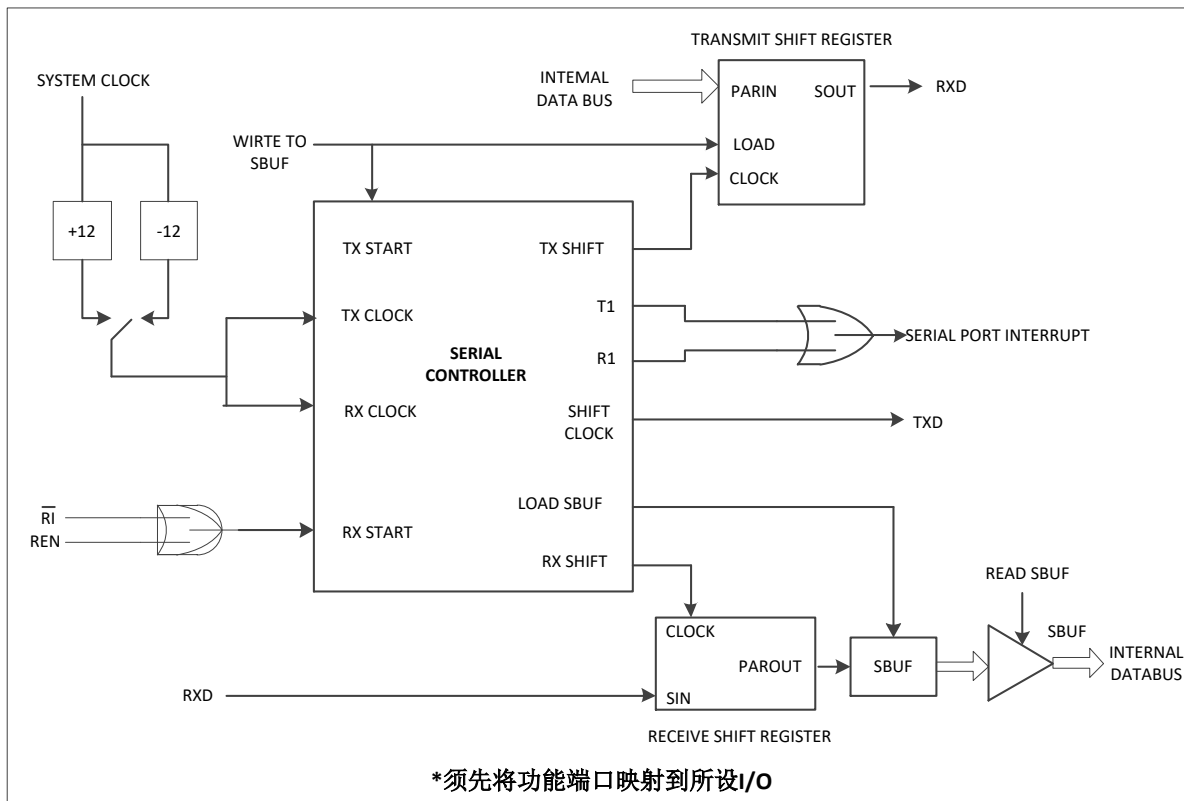 TRANSMIT SHIFT REGISTER
SYSTEM CLOCK
INTEMAL
DATA BUS
PARIN
SOUT
RXD
WIRTE TO
SBUF
LOAD
CLOCK
+12
-12
TX START
TX SHIFT
TX CLOCK
T1
SERIAL PORT INTERRUPT
SERIAL
CONTROLLER
R1
RX CLOCK
SHIFT
CLOCK
TXD
LOAD SBUF
RI
REN
RX START
RX SHIFT
READ SBUF
CLOCK
SBUF
PAROUT
SBUF
INTERNAL
DATABUS
RXD
SIN
RECEIVE SHIFT REGISTER
*须先将功能端口映射到所设I/O